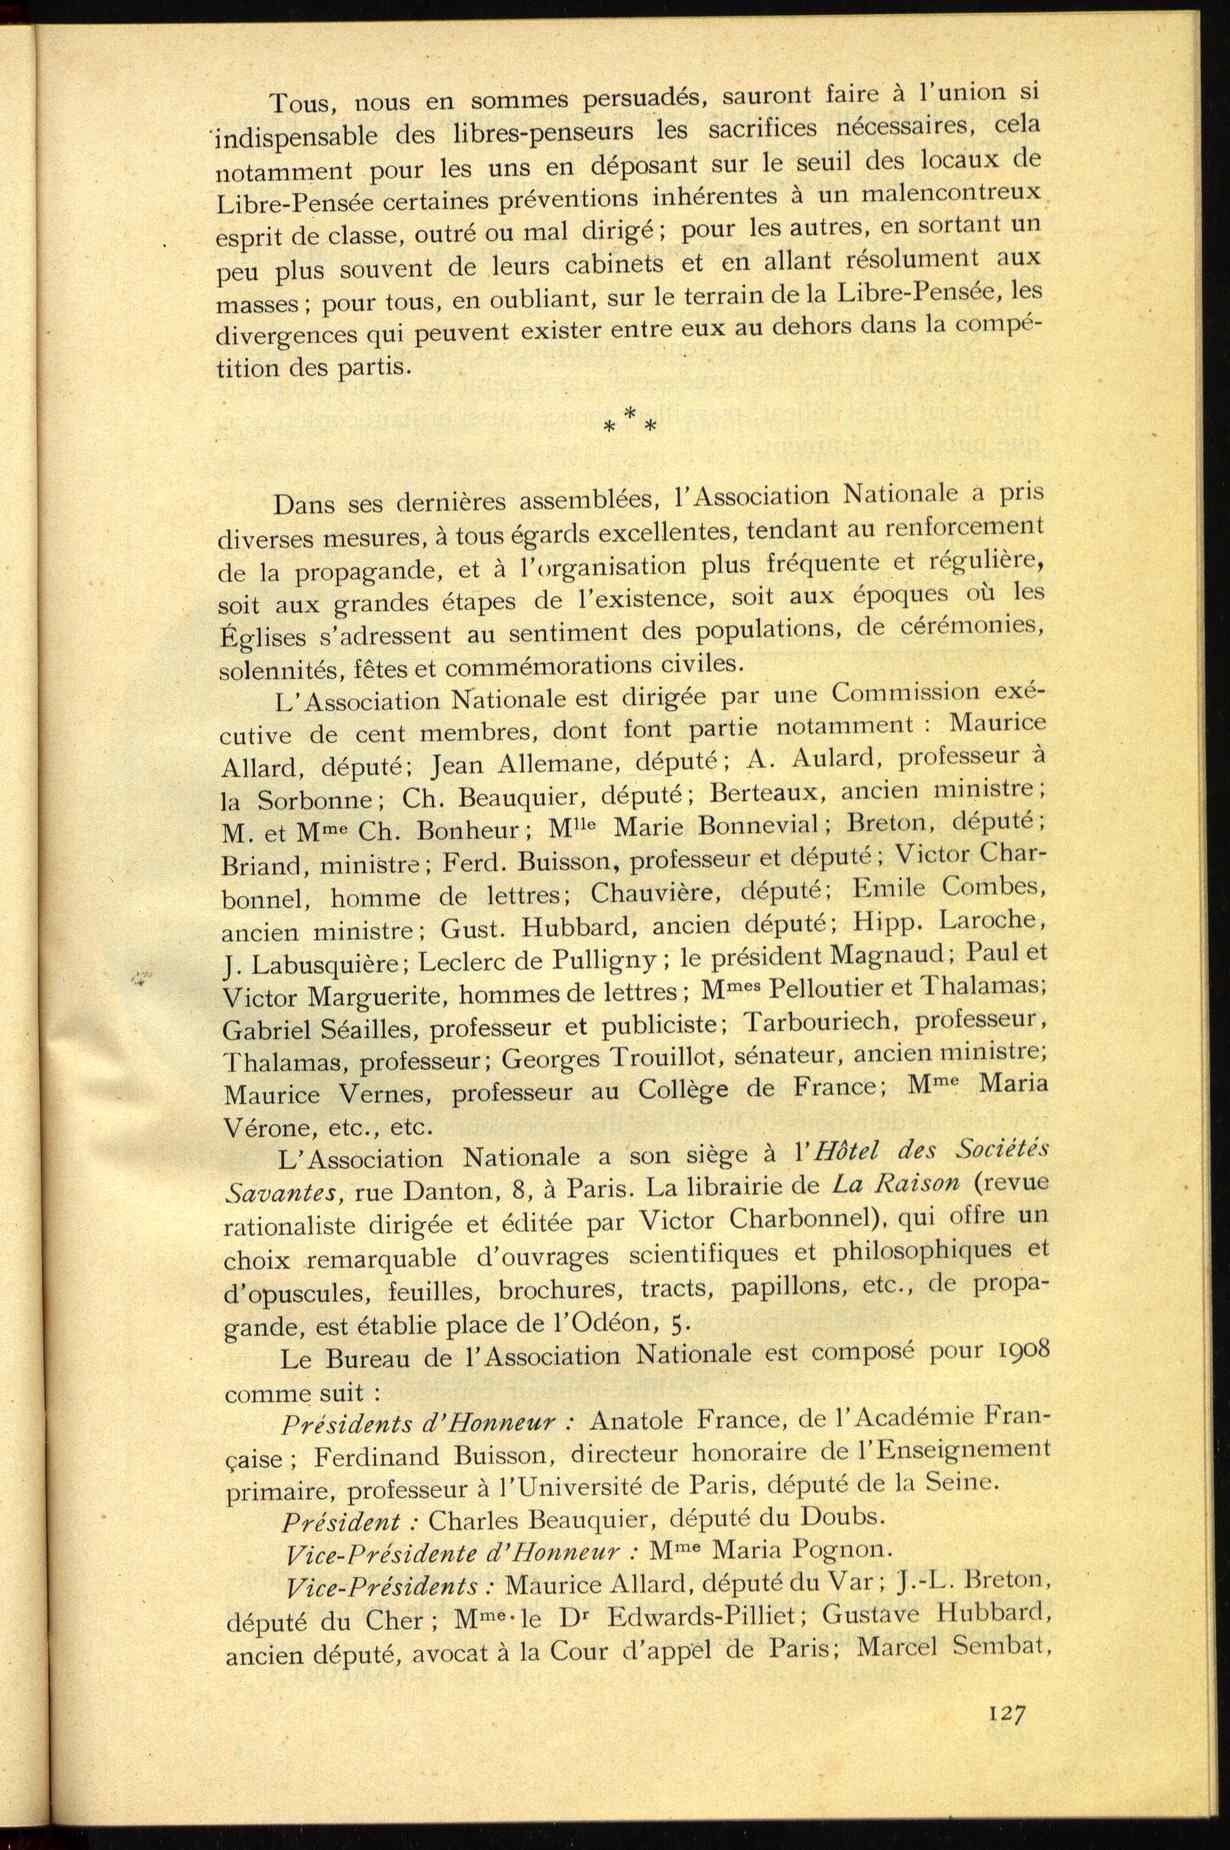 Tous, nous en sommes persuadés, sauront faire à l'union si
indispensable des libres-penseurs les sacrifices nécessaires, cela
notamment pour les uns en déposant sur le seuil des locaux de
Libre-Pensée certaines préventions inhérentes à un malencontreux
esprit de classe, outré ou mal dirigé; pour les autres, en sortant un
peu plus souvent de leurs cabinets et en allant résolument aux
masses; pour tous, en oubliant, sur le terrain de la Libre-Pensée, les
divergences qui peuvent exister entre eux au dehors dans la compé-
tition des partis.
* * *
Dans ses dernières assemblées, l'Association Nationale a pris
diverses mesures, à tous égards excellentes, tendant au renforcement
de la propagande, et à l'organisation plus fréquente et régulière,
soit aux grandes étapes de l'existence, soit aux époques où les
Églises s'adressent au sentiment des populations, de cérémonies,
solennités, fêtes et commémorations civiles.
L'Association Nationale est dirigée par une Commission exé-
cutive de cent membres, dont font partie notamment : Maurice
Allard, député; Jean Allemane, député; A. Aulard, professeur à
la Sorbonne; Ch. Beauquier, député; Berteaux, ancien ministre;
M. et Mme Ch. Bonheur; Mlle Marie Bonnevial; Breton, député;
Briand, ministre; Ferd. Buisson, professeur et député; Victor Char-
bonnel, homme de lettres; Chauvière, député; Emile Combes,
ancien ministre; Gust. Hubbard, ancien député; Hipp. Laroche,
J. Labusquière; Leclerc de Pulligny; le président Magnaud; Paul et
Victor Marguerite, hommes de lettres; Mmes Pelloutier et Thalamas;
Gabriel Séailles, professeur et publiciste; Tarbouriech, professeur,
Thalamas, professeur; Georges Trouillot, sénateur, ancien ministre;
Maurice Vernes, professeur au Collège de France; Mme Maria
Vérone, etc., etc.
L'Association Nationale a son siège à l'Hôtel des Sociétés
Savantes, rue Danton, 8, à Paris. La librairie de La Raison (revue
rationaliste dirigée et éditée par Victor Charbonnel), qui offre un
choix remarquable d'ouvrages scientifiques et philosophiques et
d'opuscules, feuilles, brochures, tracts, papillons, etc., de propa-
gande, est établie place de l'Odéon, 5.
Le Bureau de l'Association Nationale est composé pour 1908
comme suit :
Présidents d'Honneur : Anatole France, de l'Académie Fran-
çaise; Ferdinand Buisson, directeur honoraire de l'Enseignement
primaire, professeur à l'Université de Paris, député de la Seine.
Président : Charles Beauquier, député du Doubs.
Vice-Présidente d'Honneur : Mme Maria Pognon.
Vice-Présidents : Maurice Allard, député du Var; J.-L. Breton,
député du Cher; Mme le Dr Edwards-Pilliet; Gustave Hubbard,
ancien député, avocat à la Cour d'appel de Paris; Marcel Sembat,
127